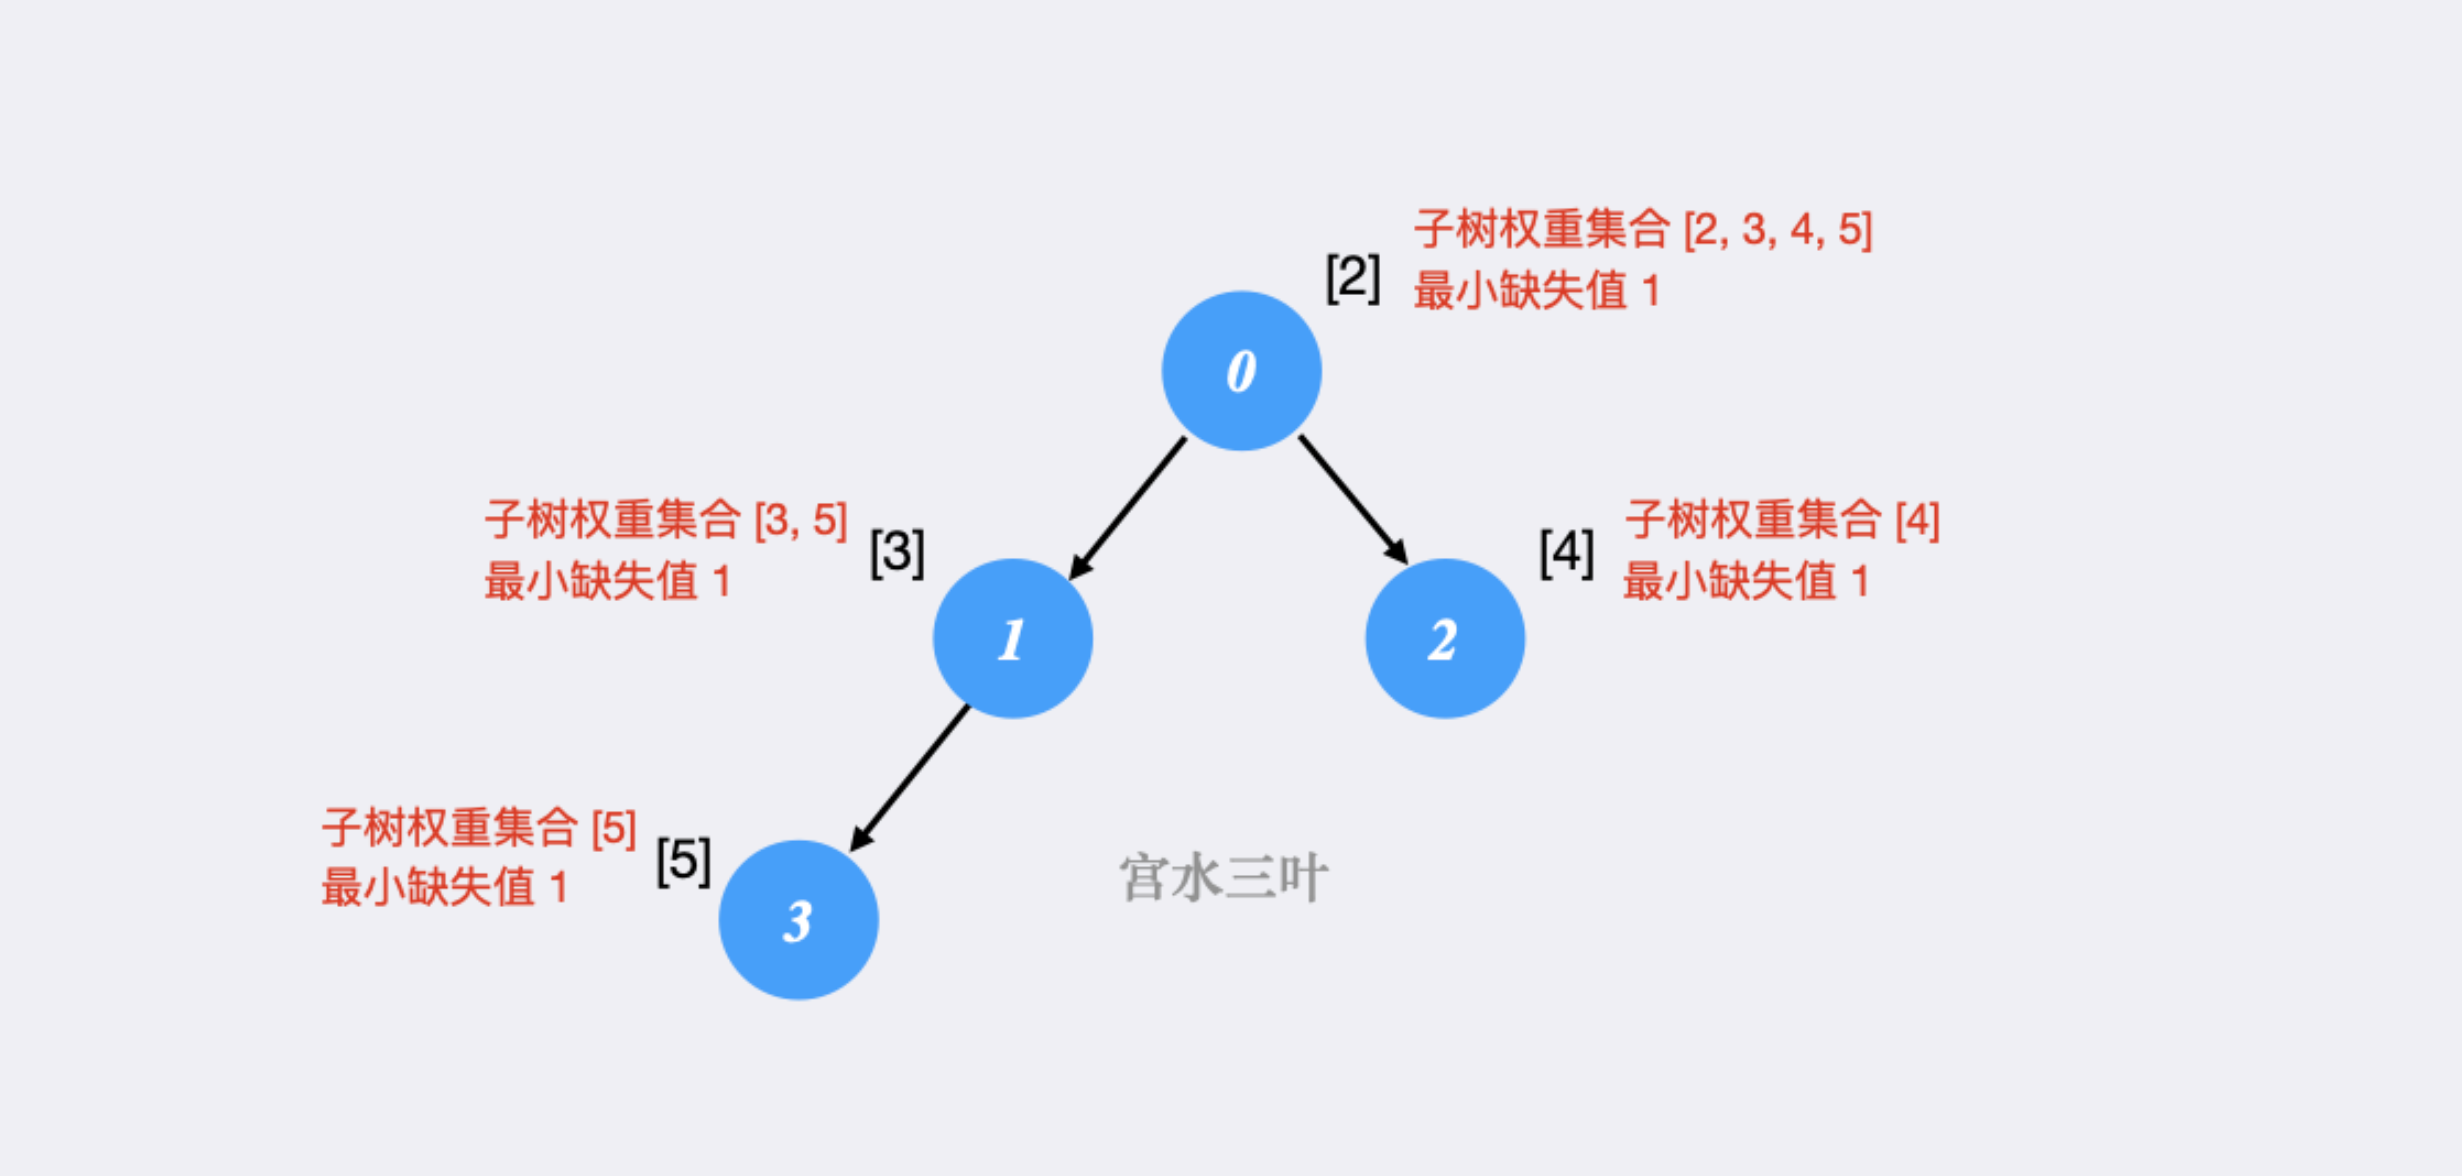 子树权重集合 [2, 3, 4, 5]
[2]
最小缺失值 1
0
子树权重集合 [3, 5]
[3]
最小缺失值 1
1
[4]
子树权重集合 [4]
最小缺失值 1
2
子树权重集合 [5]
[5]
最小缺失值 1
3
宫水三叶